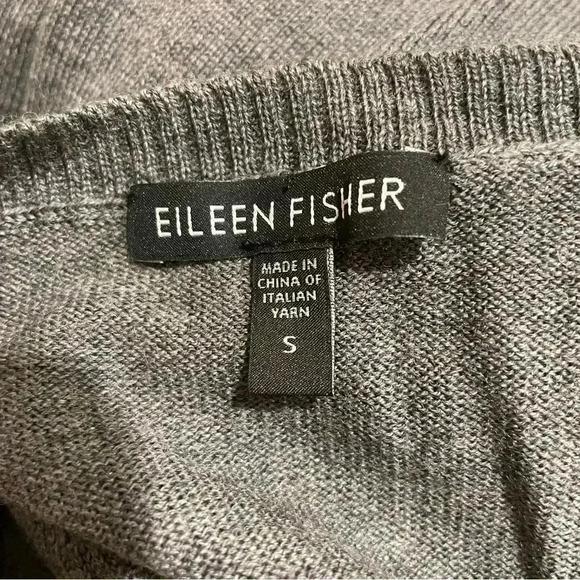 EILEEN FISHER
MADE IN
CHINA OF
ITALIAN
YARN
S